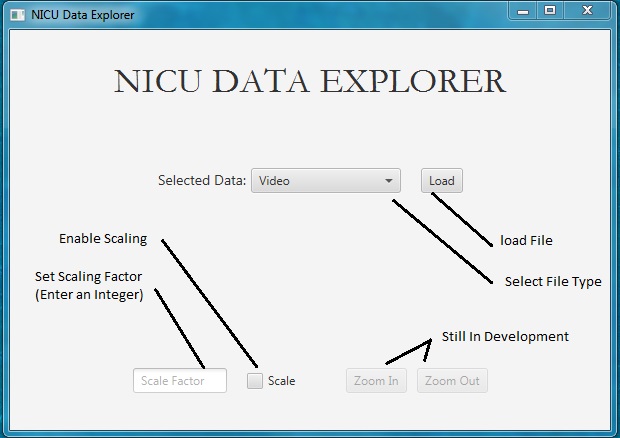 NICU Data Explorer
NICU DATA EXPLORER
Selected Data: Video Load
Enable Scaling
load File
Set Scaling Factor
(Enter an Integer)
Select File Type
Still In Development
Scale Factor Scale Zoom In Zoom Out